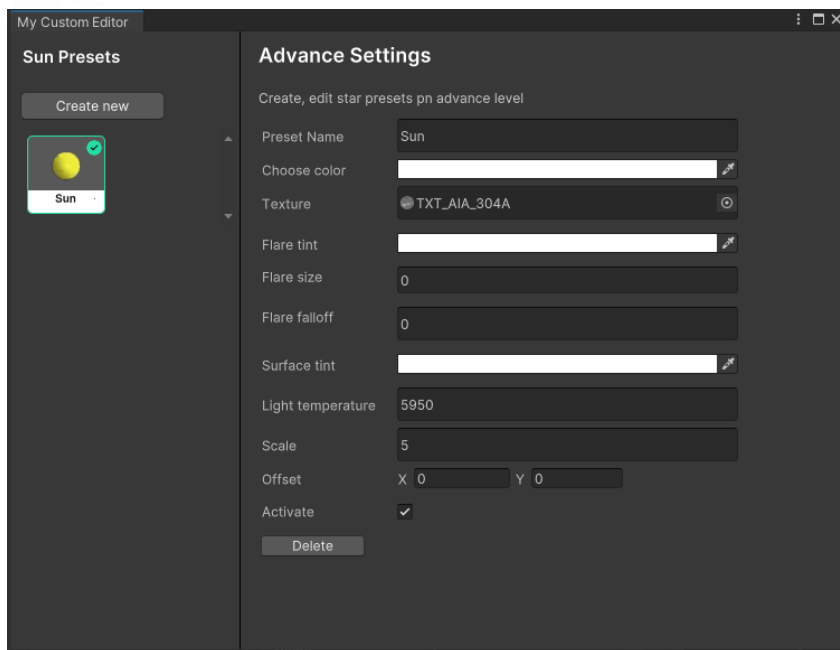 My Custom Editor
Sun Presets
Create new
Sun
Advance Settings
Create, edit star presets pn advance level
Preset Name Sun
Choose color
Texture TXT_AIA_304A
Flare tint
Flare size 0
Flare falloff 0
Surface tint
Light temperature 5950
Scale 5
Offset X 0 Y 0
Activate
Delete